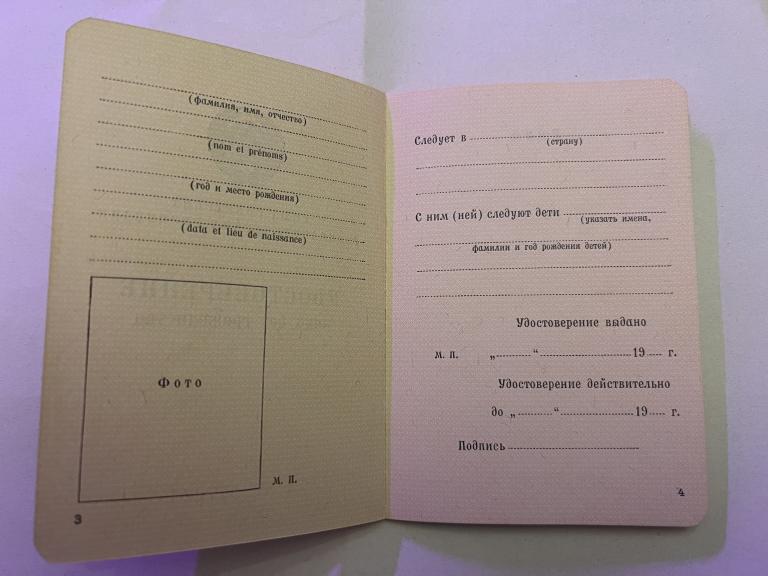 (фамилия, имя, отчество)
(nom et prénoms)
(год и место рождения)
(data et lieu de naissance)
Фото
М. П.
3
Следует в
(страну)
С ним (ней) следуют дети
(указать имена,
фамилии и год рождения детей)
Удостоверение выдано
М. П. „ “ 19 г.
Удостоверение действительно
до „ “ 19 г.
Подпись
4